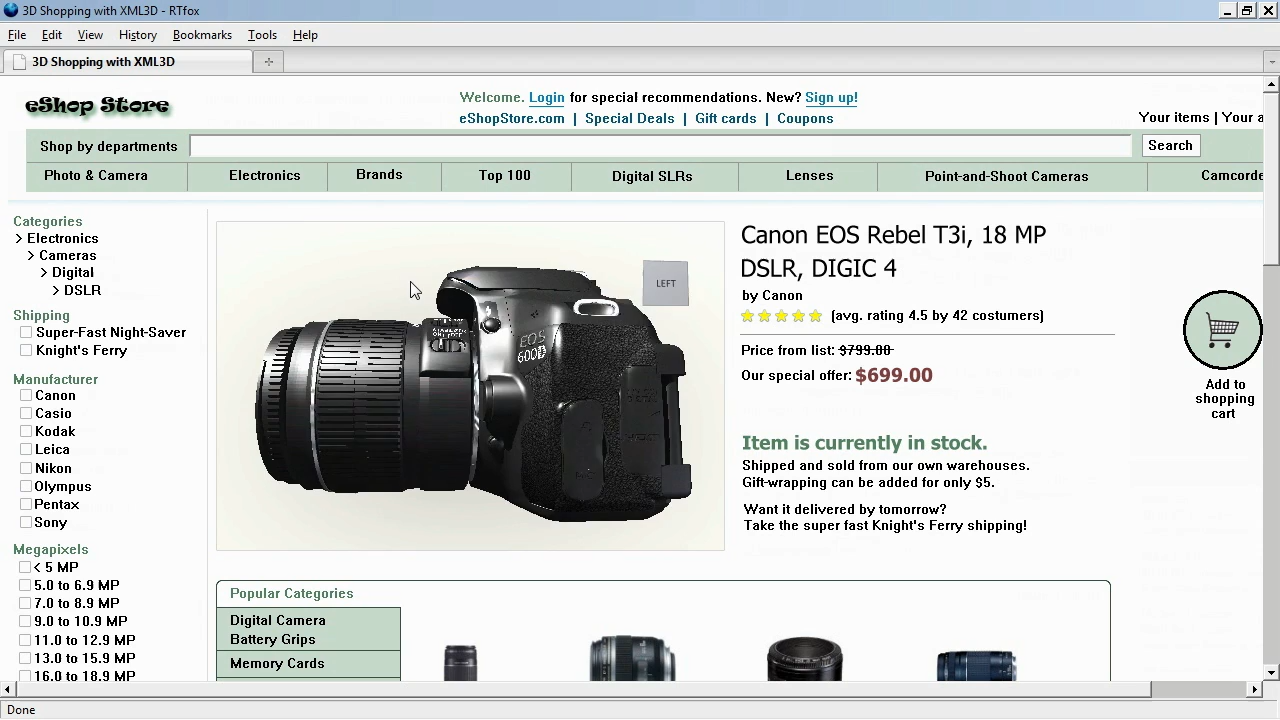 3D Shopping with XML3D - RTfox
File Edit View History Bookmarks Tools Help
3D Shopping with XML3D
eShop Store
Welcome. Login for special recommendations. New? Sign up!
eShopStore.com | Special Deals | Gift cards | Coupons
Your items | Your a
Shop by departments
Search
Photo & Camera
Electronics
Brands
Top 100
Digital SLRs
Lenses
Point-and-Shoot Cameras
Camcorde
Categories
> Electronics
> Cameras
> Digital
> DSLR
Shipping
Super-Fast Night-Saver
Knight's Ferry
Manufacturer
Canon
Casio
Kodak
Leica
Nikon
Olympus
Pentax
Sony
Megapixels
< 5 MP
5.0 to 6.9 MP
7.0 to 8.9 MP
9.0 to 10.9 MP
11.0 to 12.9 MP
13.0 to 15.9 MP
16.0 to 18.9 MP
LEFT
EOS
600D
Canon EOS Rebel T3i, 18 MP
DSLR, DIGIC 4
by Canon
(avg. rating 4.5 by 42 costumers)
Price from list: $799.00
Our special offer: $699.00
Item is currently in stock.
Shipped and sold from our own warehouses.
Gift-wrapping can be added for only $5.
Want it delivered by tomorrow?
Take the super fast Knight's Ferry shipping!
Add to
shopping
cart
Popular Categories
Digital Camera
Battery Grips
Memory Cards
Done